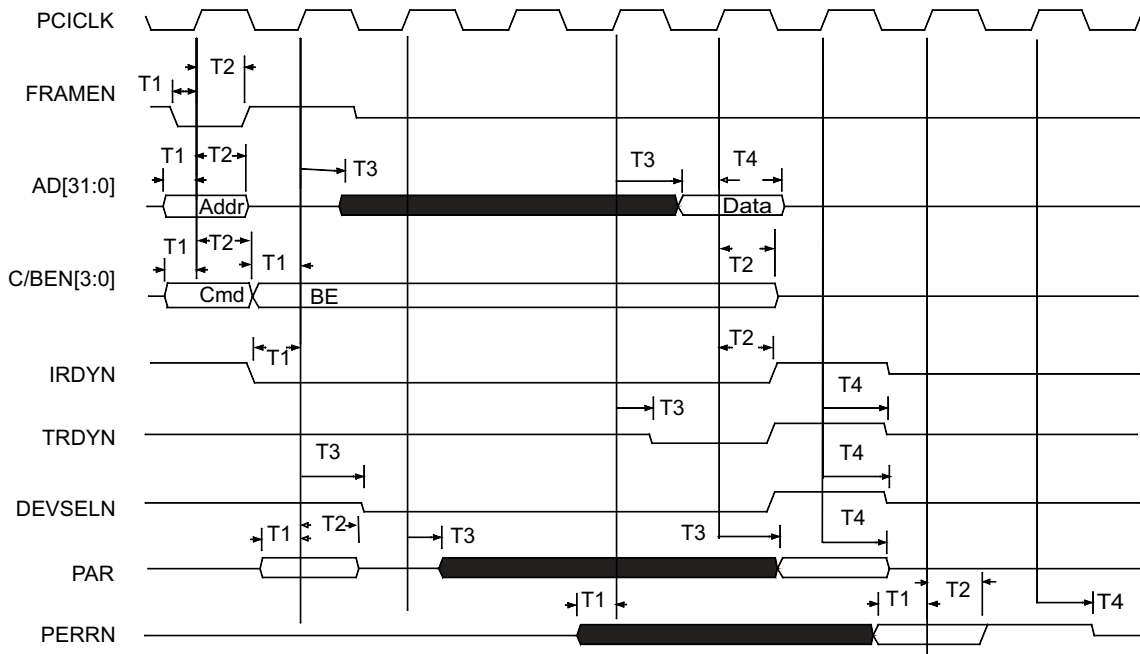 PCICLK
T2
T1
FRAMEN
T1 T2 T3 T3 T4
AD[31:0]
Addr Data
T1 T2 T1 T2
C/BEN[3:0]
Cmd BE
T1 T2
IRDYN
T3 T4
TRDYN
T3 T4
DEVSELN
T1 T2 T3 T3 T4
PAR
T1 T1 T2 T4
PERRN